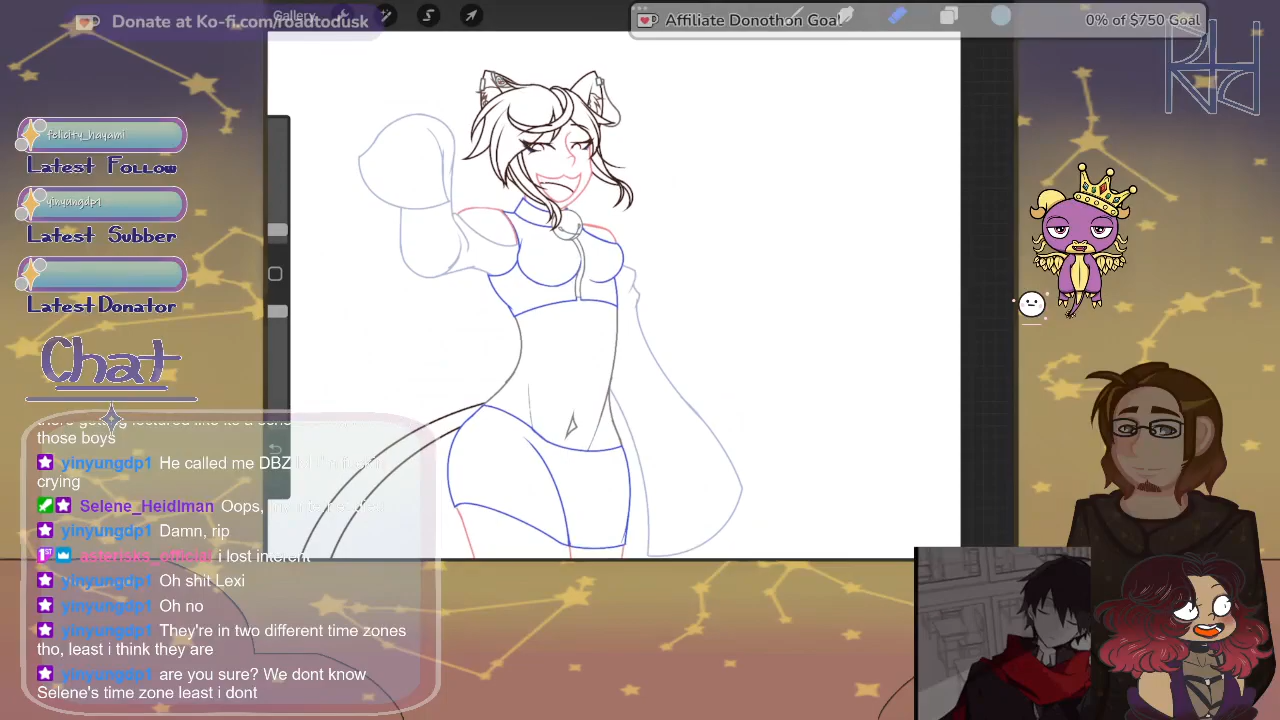 Donate at Ko-fi.com/roadtodusk
Gallery
Affiliate Donothon Goal
0% of $750 Goal
felicity_hayami
Latest Follow
yinyungdp1
Latest Subber
Latest Donator
Chat
those boys
yinyungdp1 He called me DBZ
crying
Selene_Heidlman Oops,
yinyungdp1 Damn, rip
asterisks_official i lost interent
yinyungdp1 Oh shit Lexi
yinyungdp1 Oh no
yinyungdp1 They're in two different time zones
tho, least i think they are
yinyungdp1 are you sure? We dont know
Selene's time zone least i dont